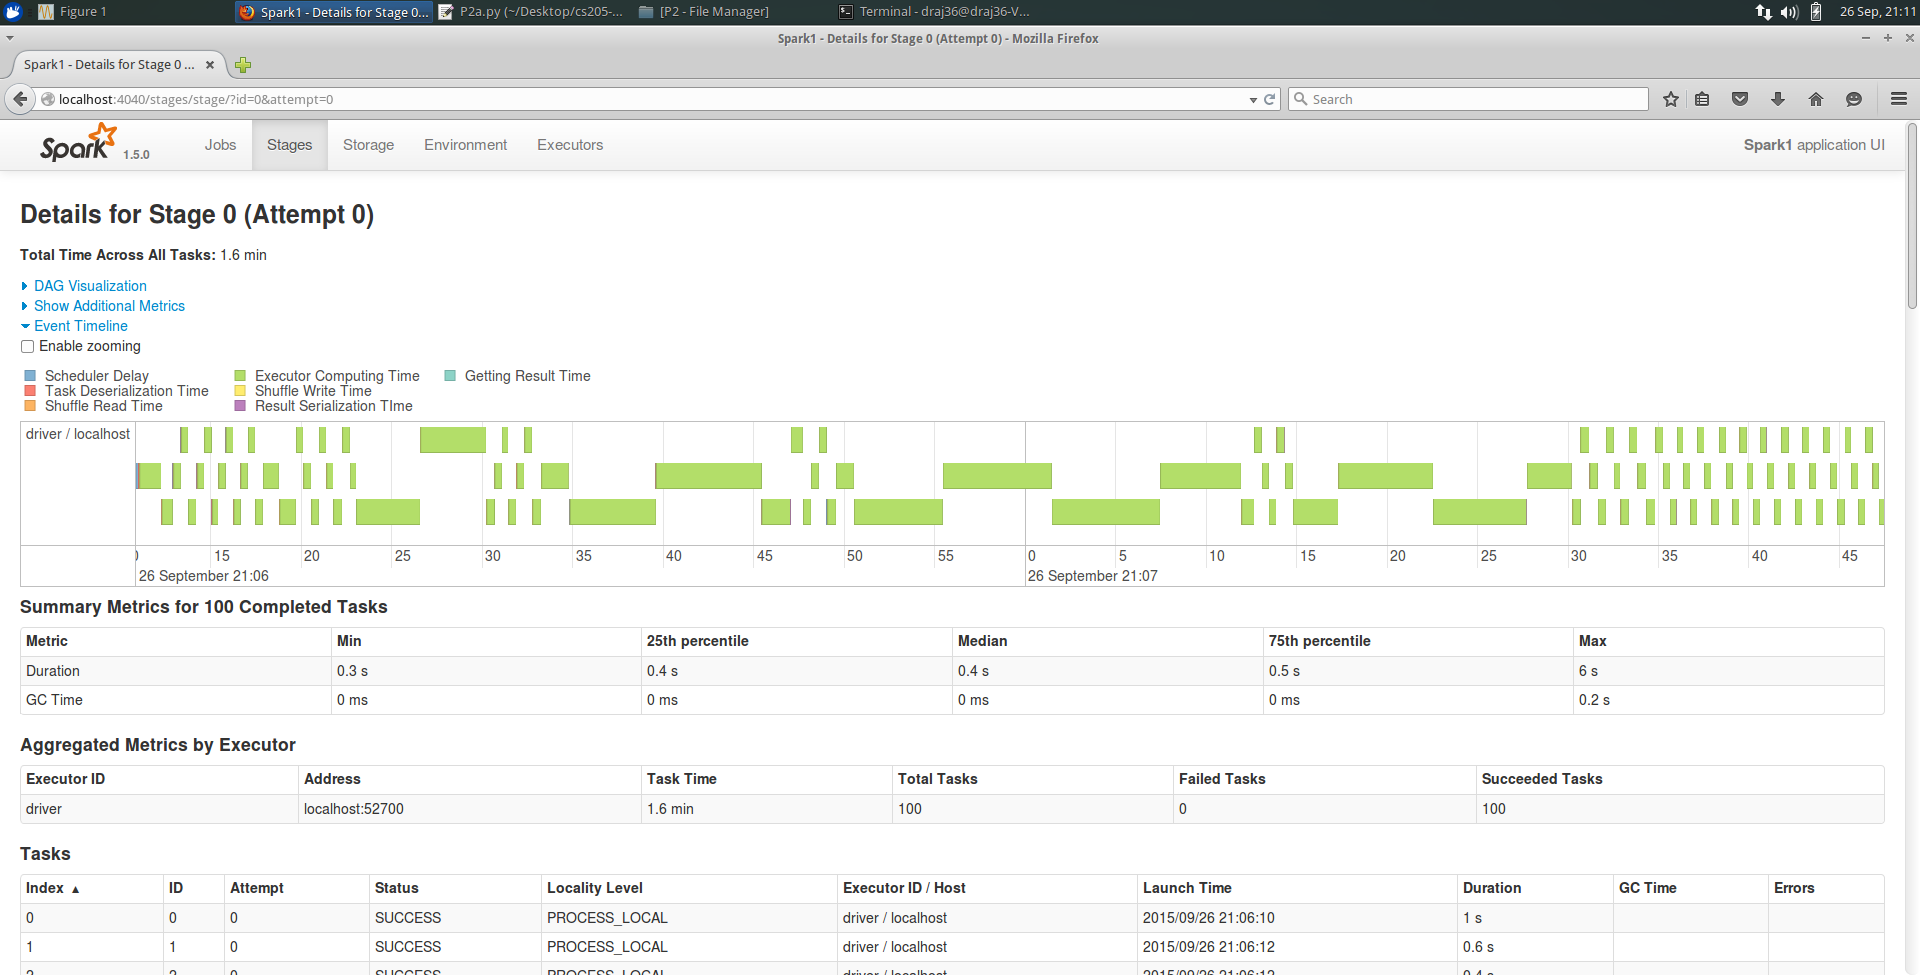 Figure 1 Spark1 - Details for Stage 0... P2a.py (~/Desktop/cs205-... [P2 - File Manager] Terminal - draj36@draj36-V... 26 Sep, 21:11
Spark1 - Details for Stage 0 (Attempt 0) - Mozilla Firefox
Spark1 - Details for Stage 0 ...
localhost:4040/stages/stage/?id=0&attempt=0 Search
Spark 1.5.0 Jobs Stages Storage Environment Executors Spark1 application UI
Details for Stage 0 (Attempt 0)
Total Time Across All Tasks: 1.6 min
DAG Visualization
Show Additional Metrics
Event Timeline
Enable zooming
Scheduler Delay Executor Computing Time Getting Result Time
Task Deserialization Time Shuffle Write Time
Shuffle Read Time Result Serialization TIme
driver / localhost
15 20 25 30 35 40 45 50 55 0 5 10 15 20 25 30 35 40 45
26 September 21:06 26 September 21:07
Summary Metrics for 100 Completed Tasks
Metric Min 25th percentile Median 75th percentile Max
Duration 0.3 s 0.4 s 0.4 s 0.5 s 6 s
GC Time 0 ms 0 ms 0 ms 0 ms 0.2 s
Aggregated Metrics by Executor
Executor ID Address Task Time Total Tasks Failed Tasks Succeeded Tasks
driver localhost:52700 1.6 min 100 0 100
Tasks
Index ▲ ID Attempt Status Locality Level Executor ID / Host Launch Time Duration GC Time Errors
0 0 0 SUCCESS PROCESS_LOCAL driver / localhost 2015/09/26 21:06:10 1 s
1 1 0 SUCCESS PROCESS_LOCAL driver / localhost 2015/09/26 21:06:12 0.6 s
2 2 0 SUCCESS PROCESS_LOCAL driver / localhost 2015/09/26 21:06:12 0.4 s